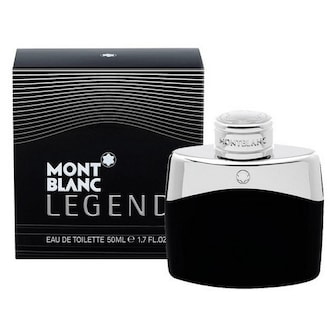 MONT
BLANC
LEGEND
EAU DE TOILETTE 50ML ℮ 1.7 FL.OZ
MONTBLANC